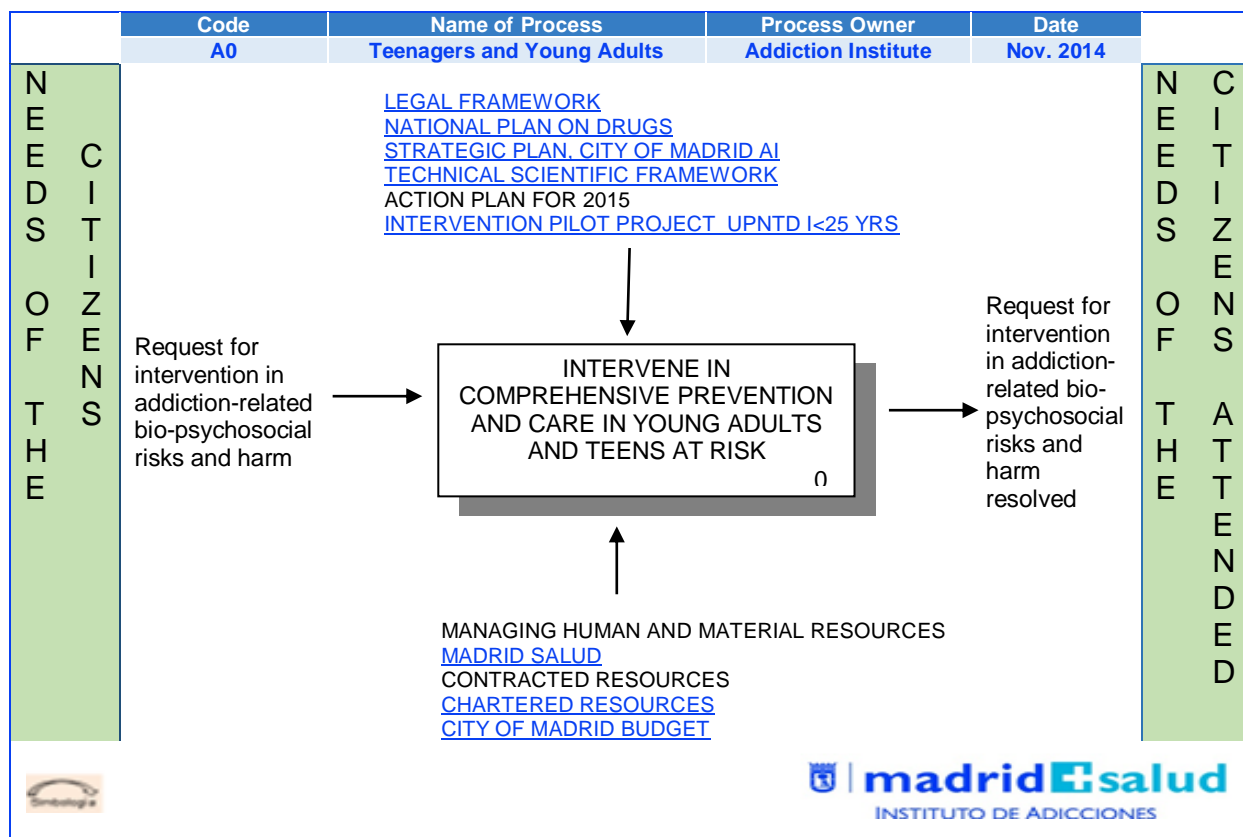 Code Name of Process Process Owner Date
A0 Teenagers and Young Adults Addiction Institute Nov. 2014
NEEDS OF THE
CITIZENS
LEGAL FRAMEWORK
NATIONAL PLAN ON DRUGS
STRATEGIC PLAN, CITY OF MADRID AI
TECHNICAL SCIENTIFIC FRAMEWORK
ACTION PLAN FOR 2015
INTERVENTION PILOT PROJECT UPNTD I<25 YRS
Request for
intervention in
addiction-related
bio-psychosocial
risks and harm
INTERVENE IN
COMPREHENSIVE PREVENTION
AND CARE IN YOUNG ADULTS
AND TEENS AT RISK
0
Request for
intervention
in addiction-
related bio-
psychosocial
risks and
harm
resolved
NEEDS OF THE
CITIZENS ATTENDED
MANAGING HUMAN AND MATERIAL RESOURCES
MADRID SALUD
CONTRACTED RESOURCES
CHARTERED RESOURCES
CITY OF MADRID BUDGET
Simbología
madrid salud
INSTITUTO DE ADICCIONES